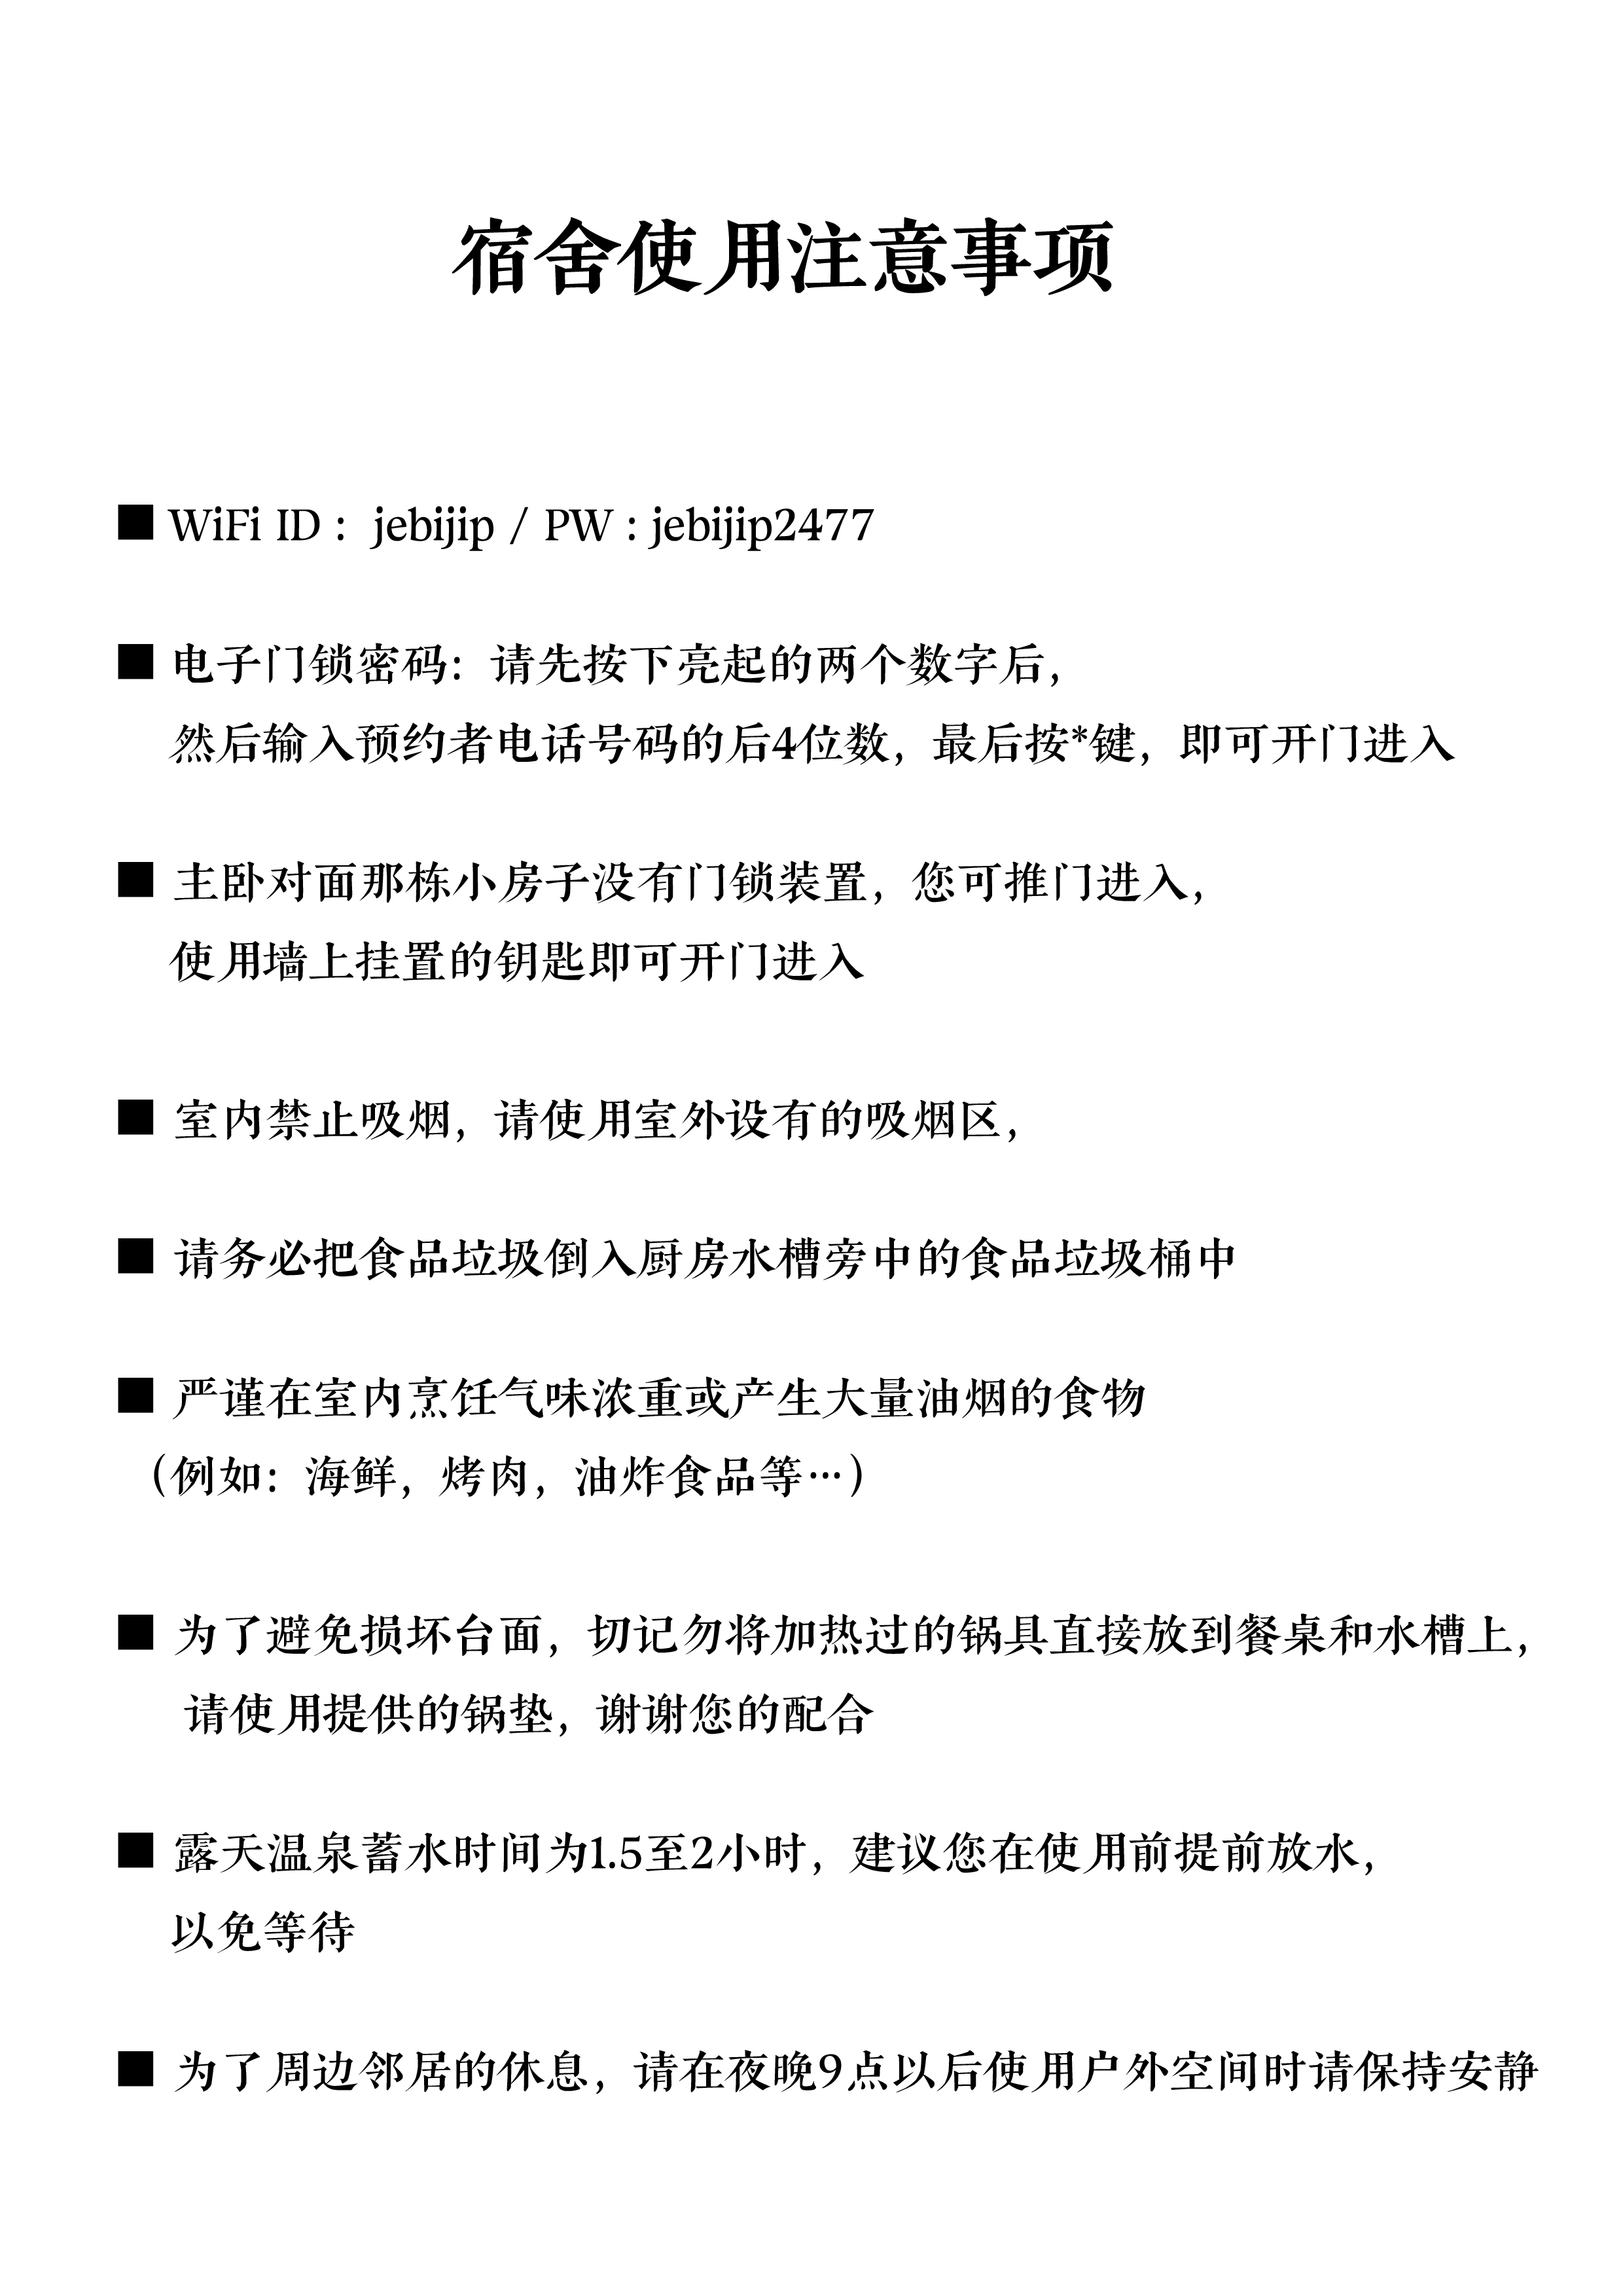 宿舍使用注意事项
■ WiFi ID : jebijip / PW : jebijip2477
■ 电子门锁密码：请先按下亮起的两个数字后，
然后输入预约者电话号码的后4位数，最后按*键，即可开门进入
■ 主卧对面那栋小房子没有门锁装置，您可推门进入，
使用墙上挂置的钥匙即可开门进入
■ 室内禁止吸烟，请使用室外设有的吸烟区，
■ 请务必把食品垃圾倒入厨房水槽旁中的食品垃圾桶中
■ 严谨在室内烹饪气味浓重或产生大量油烟的食物
（例如：海鲜，烤肉，油炸食品等…）
■ 为了避免损坏台面，切记勿将加热过的锅具直接放到餐桌和水槽上，
请使用提供的锅垫，谢谢您的配合
■ 露天温泉蓄水时间为1.5至2小时，建议您在使用前提前放水，
以免等待
■ 为了周边邻居的休息，请在夜晚9点以后使用户外空间时请保持安静